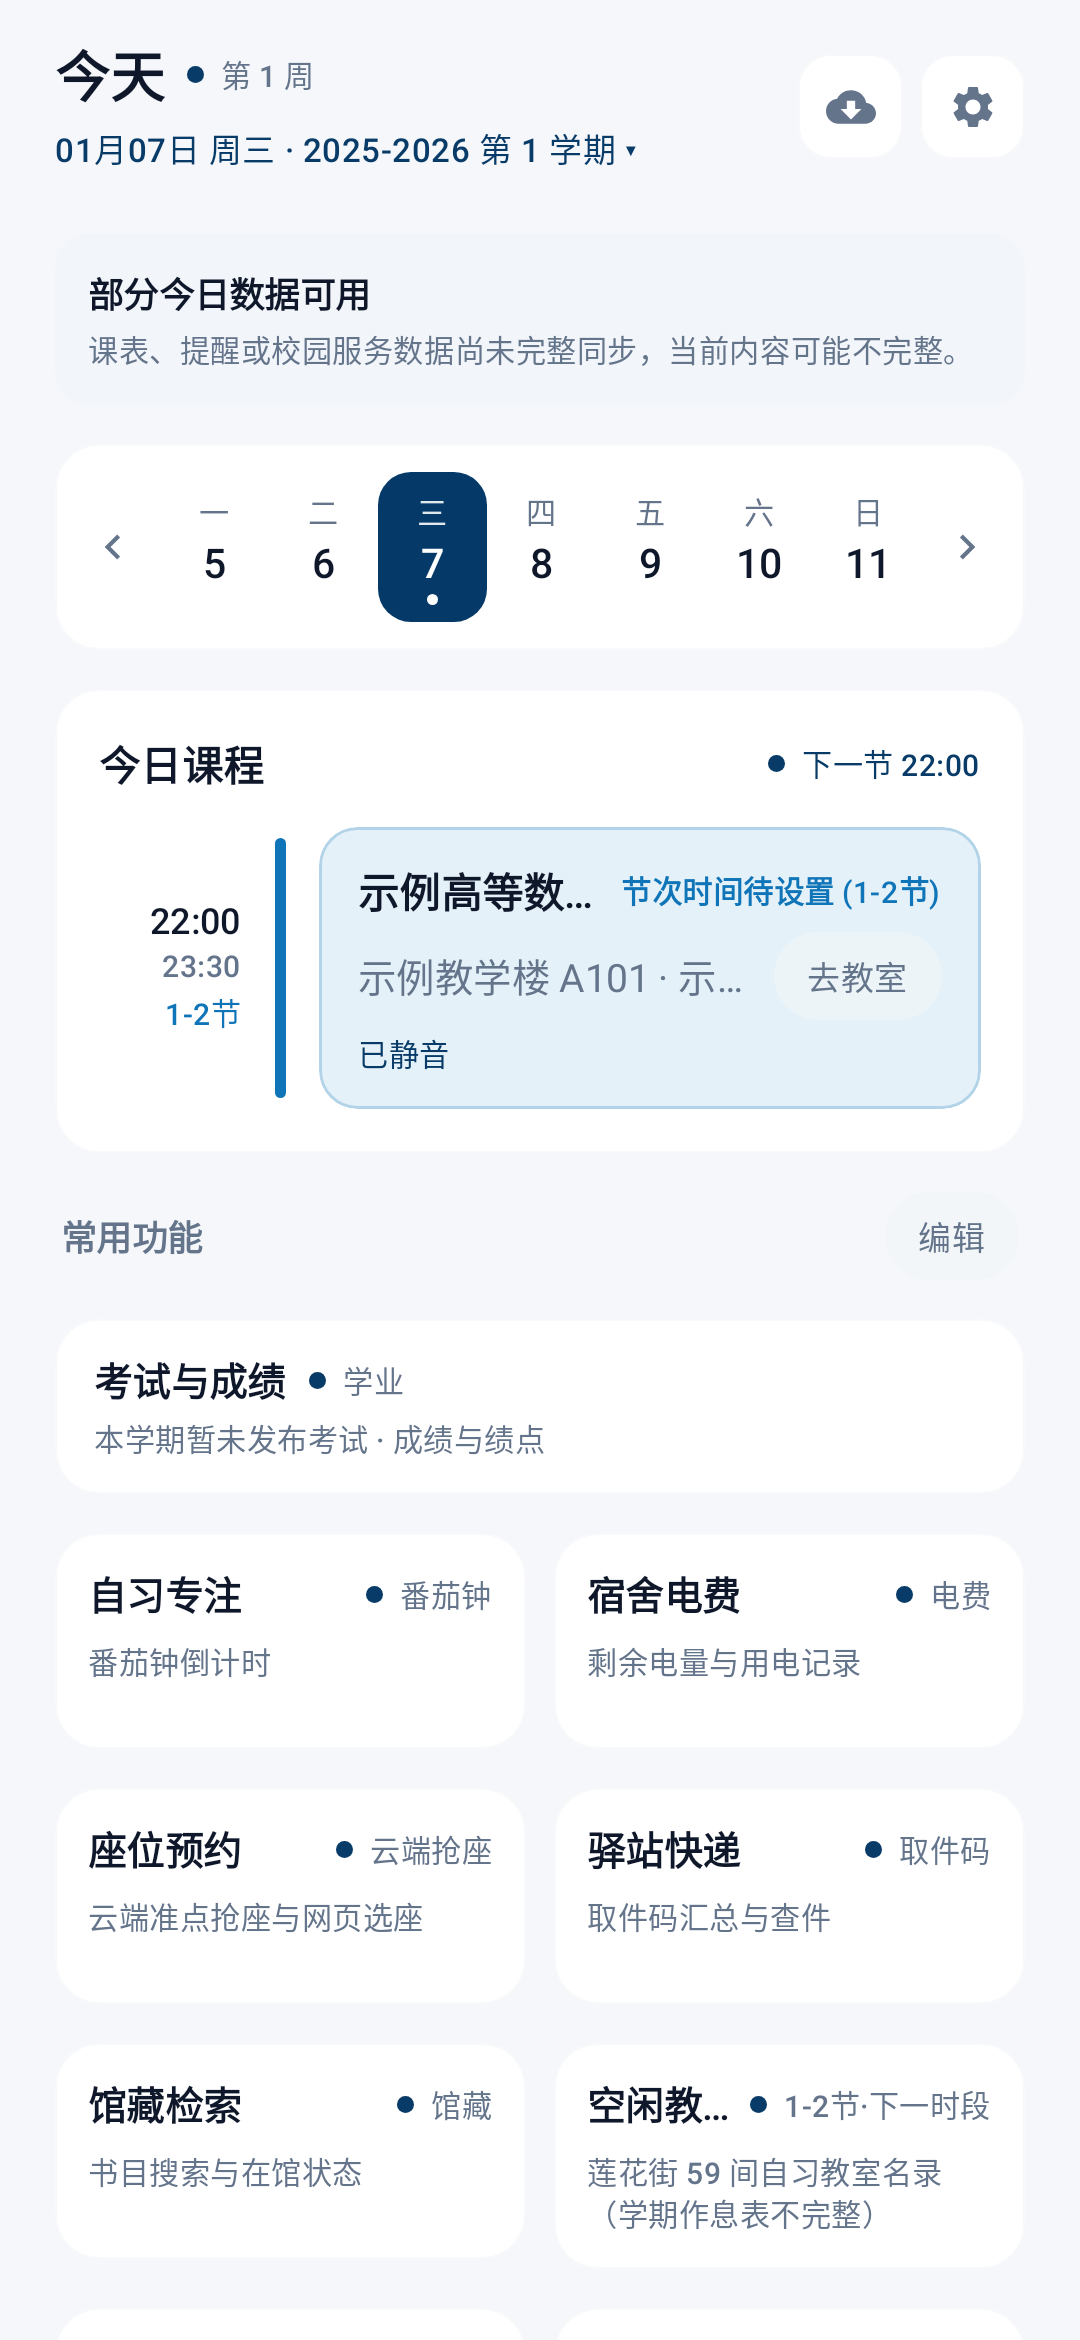 今天 第 1 周
01月07日 周三 · 2025-2026 第 1 学期 ▾
部分今日数据可用
课表、提醒或校园服务数据尚未完整同步，当前内容可能不完整。
一 二 三 四 五 六 日
5 6 7 8 9 10 11
今日课程 下一节 22:00
22:00
23:30
1-2节
示例高等数... 节次时间待设置 (1-2节)
示例教学楼 A101 · 示... 去教室
已静音
常用功能 编辑
考试与成绩 学业
本学期暂未发布考试 · 成绩与绩点
自习专注 番茄钟
番茄钟倒计时
宿舍电费 电费
剩余电量与用电记录
座位预约 云端抢座
云端准点抢座与网页选座
驿站快递 取件码
取件码汇总与查件
馆藏检索 馆藏
书目搜索与在馆状态
空闲教... 1-2节·下一时段
莲花街 59 间自习教室名录
（学期作息表不完整）